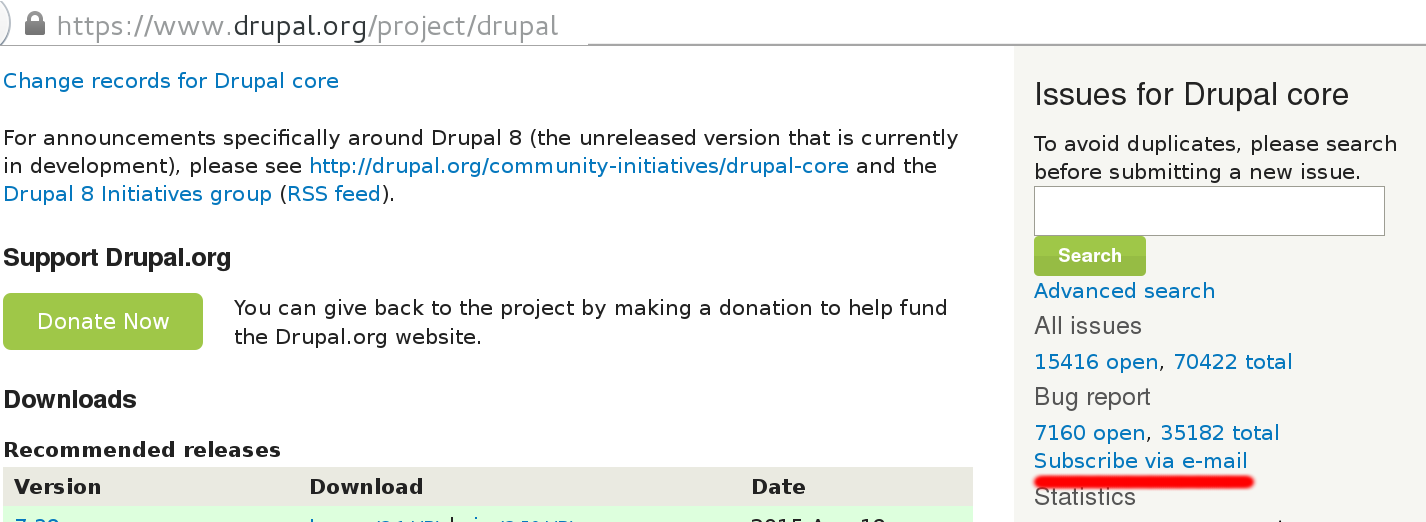 https://www.drupal.org/project/drupal
Change records for Drupal core
For announcements specifically around Drupal 8 (the unreleased version that is currently
in development), please see http://drupal.org/community-initiatives/drupal-core and the
Drupal 8 Initiatives group (RSS feed).
Support Drupal.org
Donate Now
You can give back to the project by making a donation to help fund
the Drupal.org website.
Downloads
Recommended releases
Version Download Date
Issues for Drupal core
To avoid duplicates, please search
before submitting a new issue.
Search
Advanced search
All issues
15416 open, 70422 total
Bug report
7160 open, 35182 total
Subscribe via e-mail
Statistics